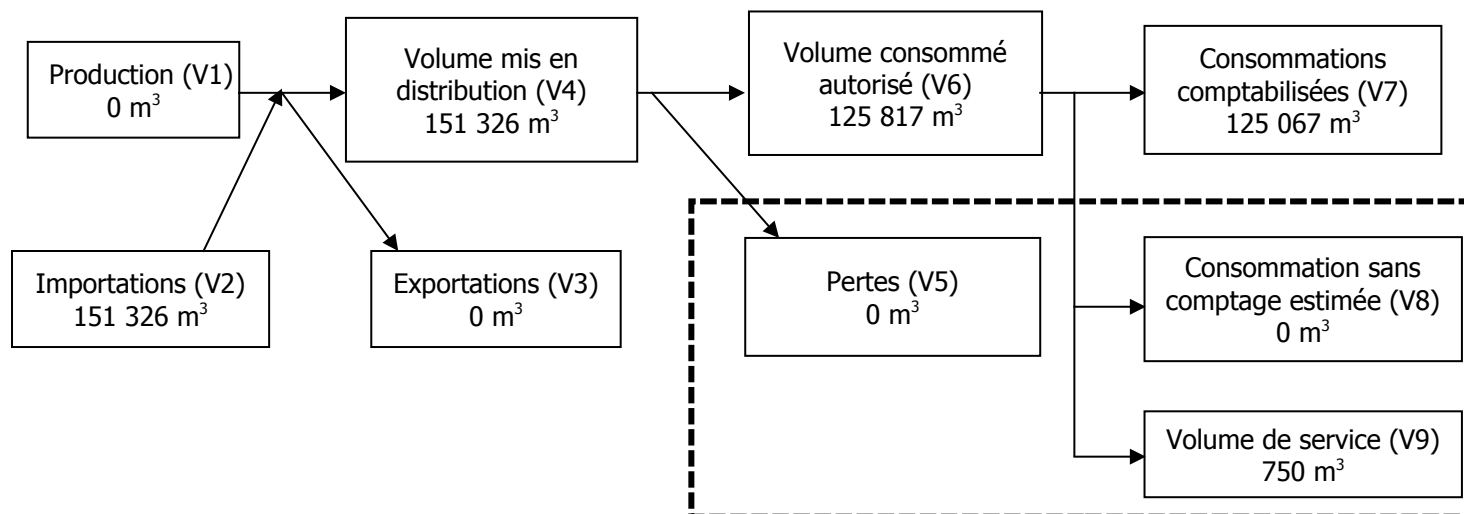 Production (V1)
0 m³
Volume mis en
distribution (V4)
151 326 m³
Volume consommé
autorisé (V6)
125 817 m³
Consommations
comptabilisées (V7)
125 067 m³
Importations (V2)
151 326 m³
Exportations (V3)
0 m³
Pertes (V5)
0 m³
Consommation sans
comptage estimée (V8)
0 m³
Volume de service (V9)
750 m³